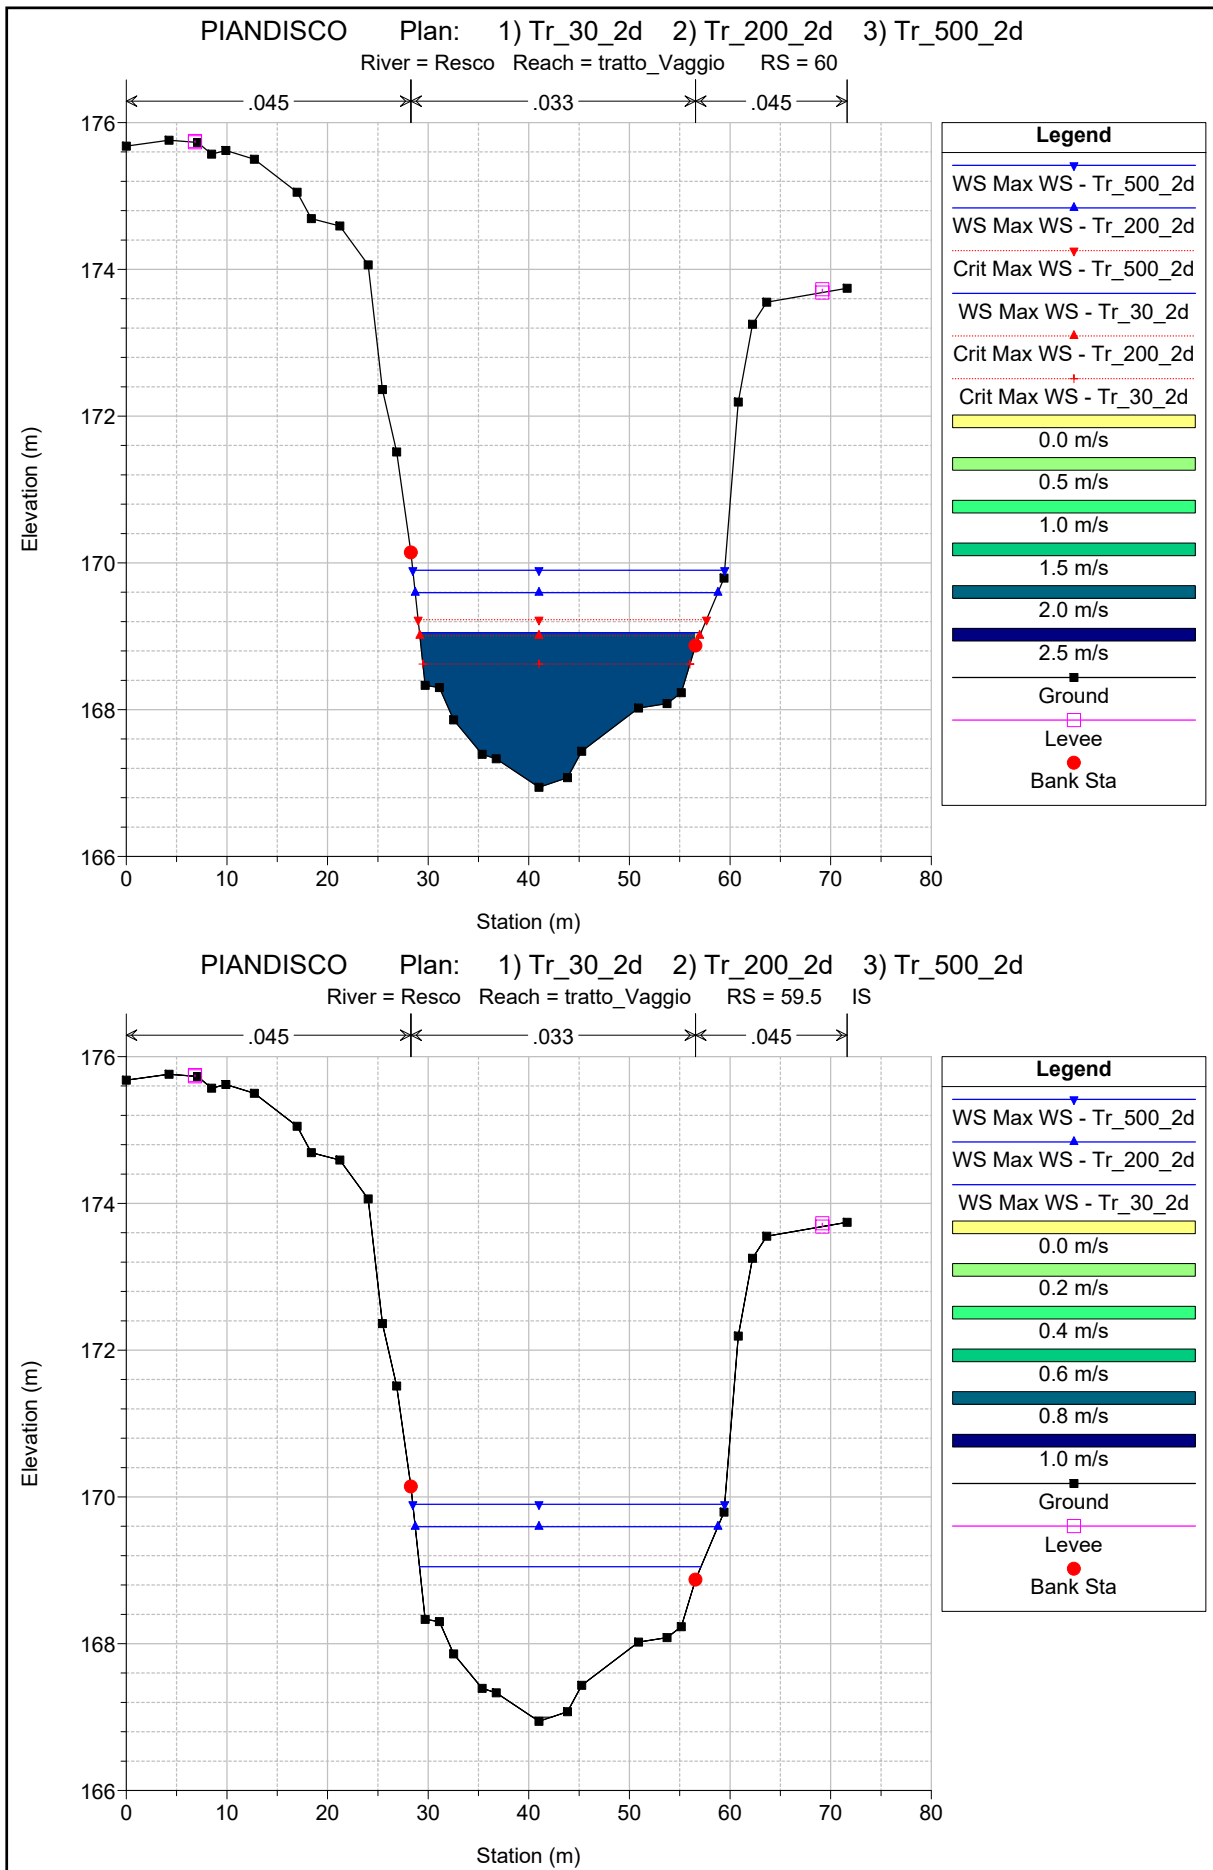 PIANDISCO Plan: 1) Tr_30_2d 2) Tr_200_2d 3) Tr_500_2d
River = Resco Reach = tratto_Vaggio RS = 60
.045 .033 .045
176
174
172
170
168
166
Elevation (m)
0 10 20 30 40 50 60 70 80
Station (m)
Legend
WS Max WS - Tr_500_2d
WS Max WS - Tr_200_2d
Crit Max WS - Tr_500_2d
WS Max WS - Tr_30_2d
Crit Max WS - Tr_200_2d
Crit Max WS - Tr_30_2d
0.0 m/s
0.5 m/s
1.0 m/s
1.5 m/s
2.0 m/s
2.5 m/s
Ground
Levee
Bank Sta
PIANDISCO Plan: 1) Tr_30_2d 2) Tr_200_2d 3) Tr_500_2d
River = Resco Reach = tratto_Vaggio RS = 59.5 IS
.045 .033 .045
176
174
172
170
168
166
Elevation (m)
0 10 20 30 40 50 60 70 80
Station (m)
Legend
WS Max WS - Tr_500_2d
WS Max WS - Tr_200_2d
WS Max WS - Tr_30_2d
0.0 m/s
0.2 m/s
0.4 m/s
0.6 m/s
0.8 m/s
1.0 m/s
Ground
Levee
Bank Sta